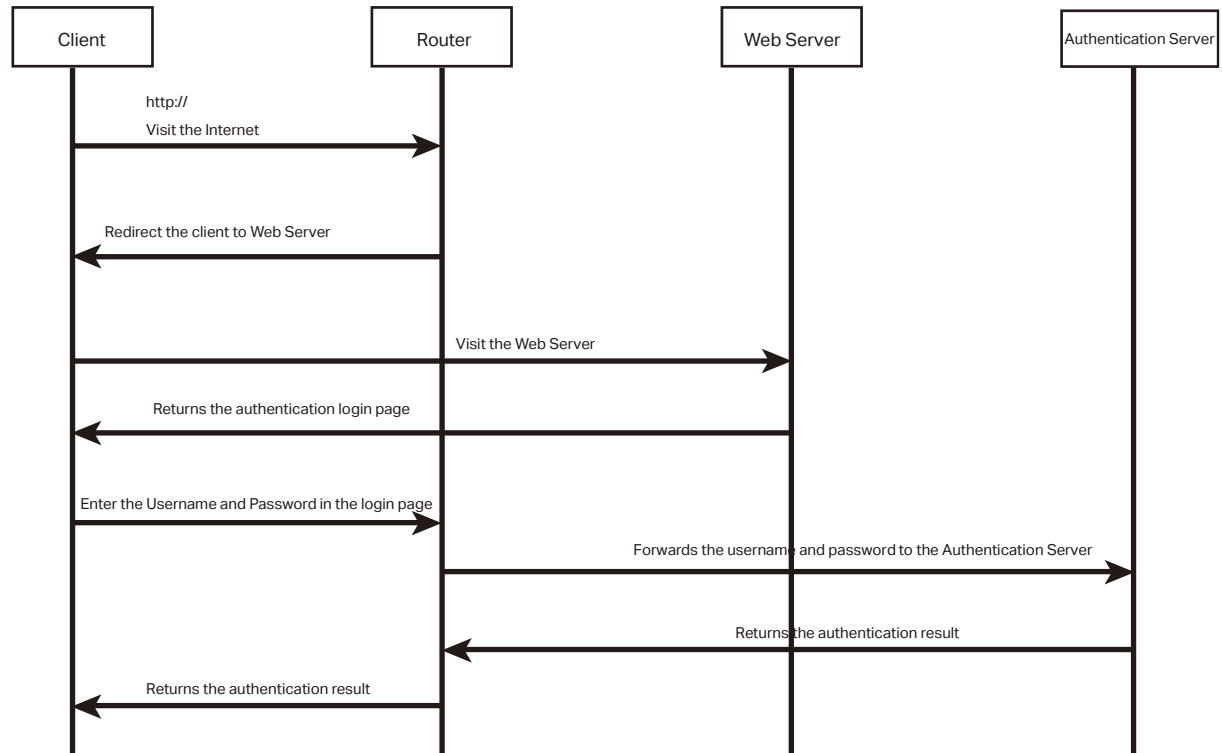 Client
Router
Web Server
Authentication Server
http://
Visit the Internet
Redirect the client to Web Server
Visit the Web Server
Returns the authentication login page
Enter the Username and Password in the login page
Forwards the username and password to the Authentication Server
Returns the authentication result
Returns the authentication result